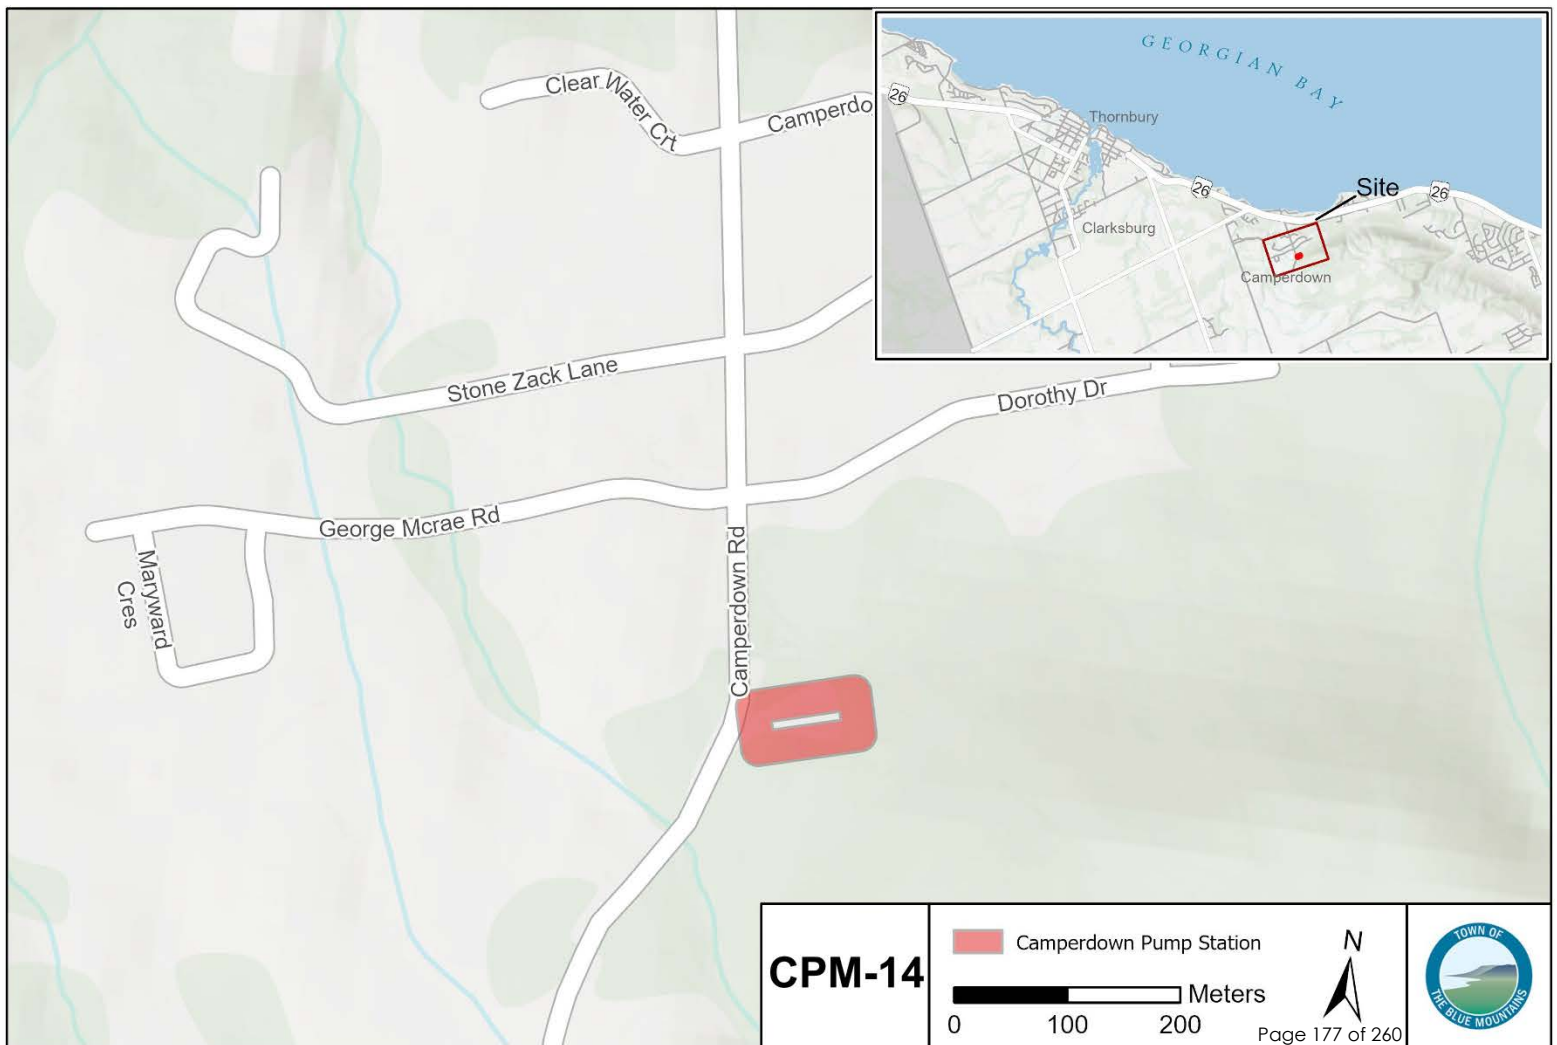 Clear Water Crt
Camperdo
Stone Zack Lane
Dorothy Dr
George Mcrae Rd
Maryward
Cres
Camperdown Rd
GEORGIAN BAY
26
Thornbury
26
Site
26
Clarksburg
Camperdown
CPM-14
Camperdown Pump Station
Meters
0 100 200
N
Page 177 of 260
TOWN OF
THE BLUE MOUNTAINS